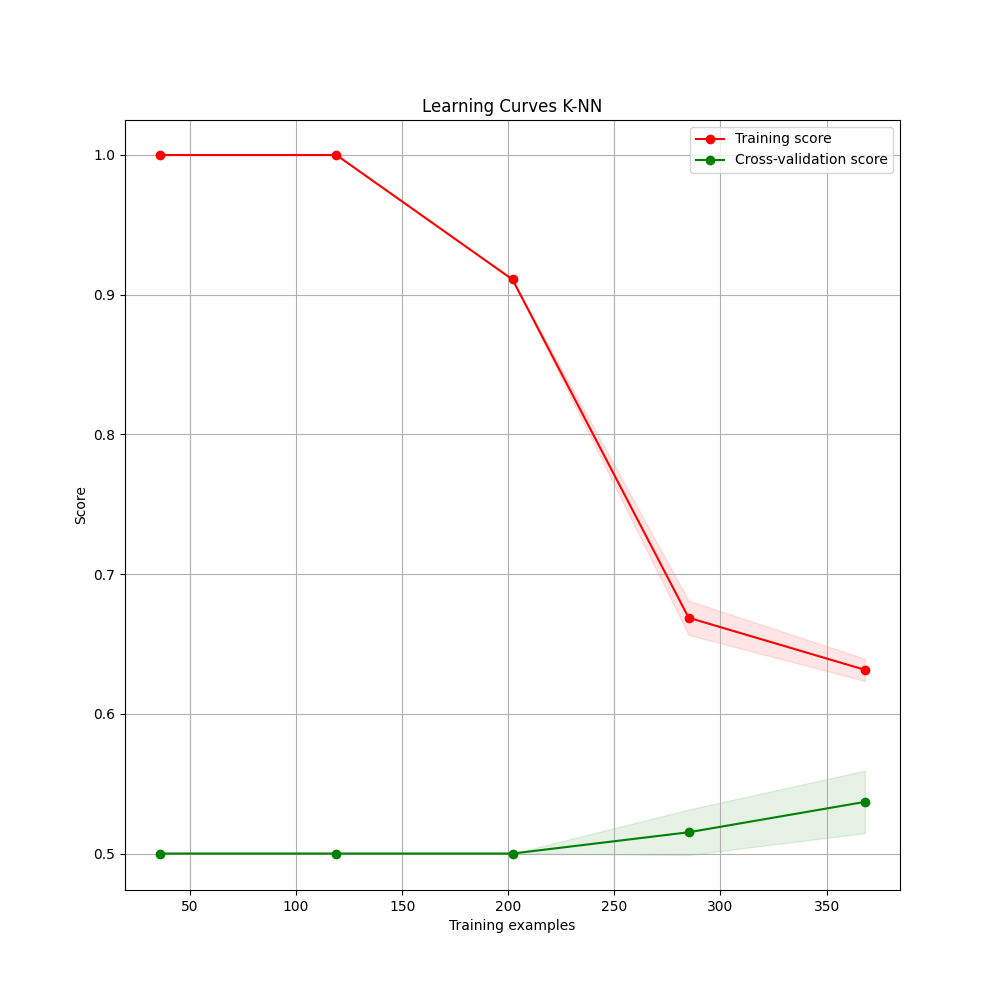 Learning Curves K-NN
Training score
Cross-validation score
1.0
0.9
0.8
0.7
0.6
0.5
Score
50 100 150 200 250 300 350
Training examples